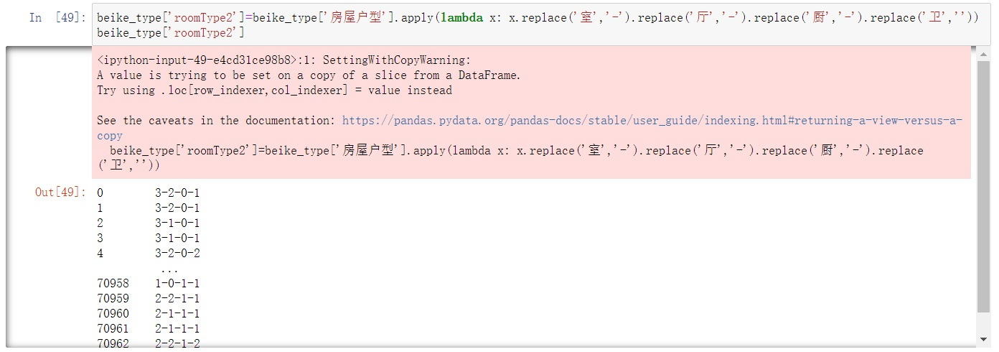 In [49]: beike_type['roomType2']=beike_type['房屋户型'].apply(lambda x: x.replace('室','-').replace('厅','-').replace('厨','-').replace('卫',''))
beike_type['roomType2']
<ipython-input-49-e4cd31ce98b8>:1: SettingWithCopyWarning:
A value is trying to be set on a copy of a slice from a DataFrame.
Try using .loc[row_indexer,col_indexer] = value instead
See the caveats in the documentation: https://pandas.pydata.org/pandas-docs/stable/user_guide/indexing.html#returning-a-view-versus-a-
copy
beike_type['roomType2']=beike_type['房屋户型'].apply(lambda x: x.replace('室','-').replace('厅','-').replace('厨','-').replace
('卫',''))
Out[49]: 0 3-2-0-1
1 3-2-0-1
2 3-1-0-1
3 3-1-0-1
4 3-2-0-2
...
70958 1-0-1-1
70959 2-2-1-1
70960 2-1-1-1
70961 2-1-1-1
70962 2-2-1-2